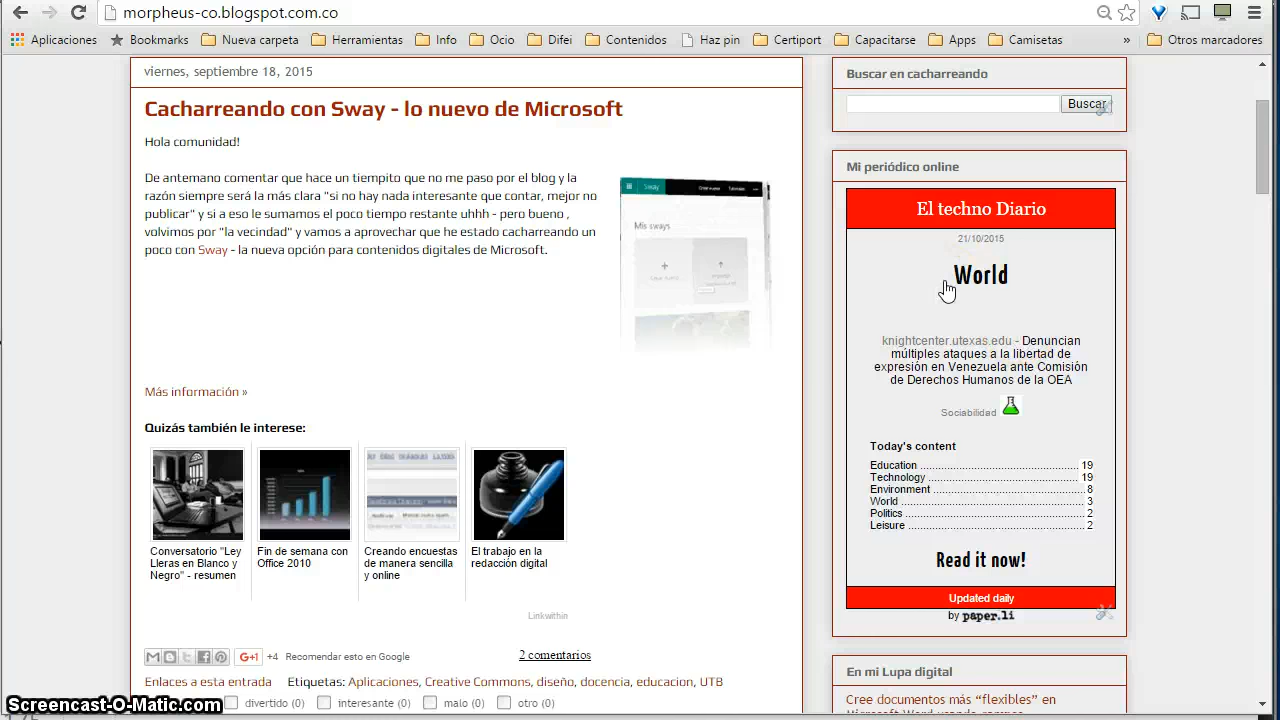 morpheus-co.blogspot.com.co
Aplicaciones Bookmarks Nueva carpeta Herramientas Info Ocio Difei Contenidos Haz pin Certiport Capacitarse Apps Camisetas » Otros marcadores
viernes, septiembre 18, 2015
Cacharreando con Sway - lo nuevo de Microsoft
Hola comunidad!
De antemano comentar que hace un tiempito que no me paso por el blog y la
razón siempre será la más clara "si no hay nada interesante que contar, mejor no
publicar" y si a eso le sumamos el poco tiempo restante uhhh - pero bueno ,
volvimos por "la vecindad" y vamos a aprovechar que he estado cacharreando un
poco con Sway - la nueva opción para contenidos digitales de Microsoft.
Sway
Mis sways
Más información »
Quizás también le interese:
Conversatorio "Ley
Lleras en Blanco y
Negro" - resumen
Fin de semana con
Office 2010
Creando encuestas
de manera sencilla
y online
El trabajo en la
redacción digital
Linkwithin
G+1 +4 Recomendar esto en Google
2 comentarios
Enlaces a esta entrada Etiquetas: Aplicaciones, Creative Commons, diseño, docencia, educacion, UTB
divertido (0) interesante (0) malo (0) otro (0)
Buscar en cacharreando
Buscar
Mi periódico online
El techno Diario
21/10/2015
World
knightcenter.utexas.edu - Denuncian
múltiples ataques a la libertad de
expresión en Venezuela ante Comisión
de Derechos Humanos de la OEA
Sociabilidad
Today's content
Education 19
Technology 19
Environment 8
World 3
Politics 2
Leisure 2
Read it now!
Updated daily
by paper.li
En mi Lupa digital
Cree documentos más “flexibles” en
Screencast-O-Matic.com